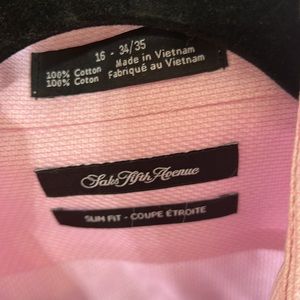 16 - 34/35
Made in Vietnam
100% Cotton Fabriqué au Vietnam
100% Coton
Saks Fifth Avenue
SLIM FIT - COUPE ÉTROITE